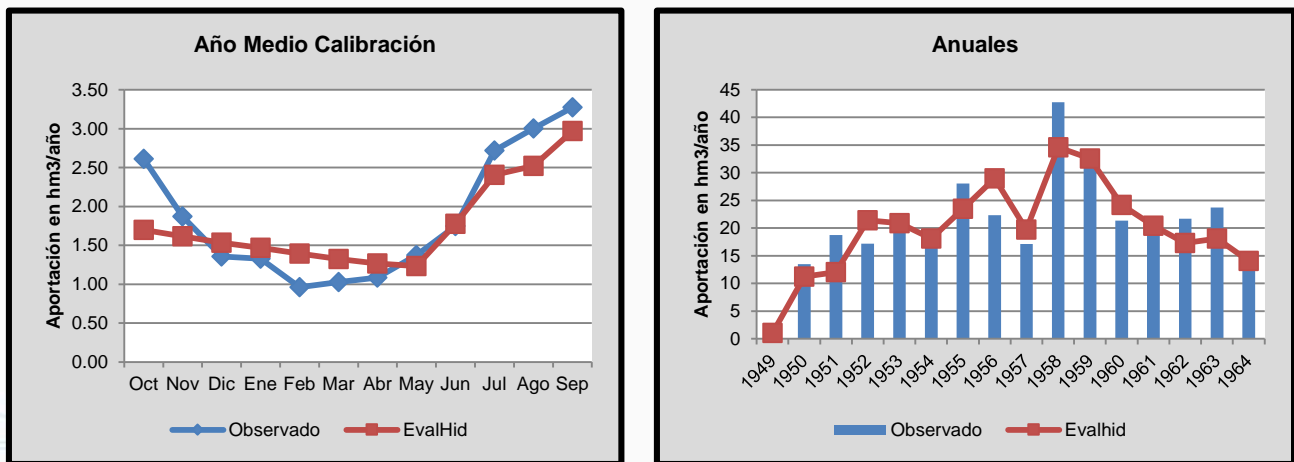 Año Medio Calibración
Aportación en hm3/año
3.50
3.00
2.50
2.00
1.50
1.00
0.50
0.00
Oct Nov Dic Ene Feb Mar Abr May Jun Jul Ago Sep
Observado EvalHid
Anuales
Aportación en hm3/año
45
40
35
30
25
20
15
10
5
0
1949 1950 1951 1952 1953 1954 1955 1956 1957 1958 1959 1960 1961 1962 1963 1964
Observado Evalhid